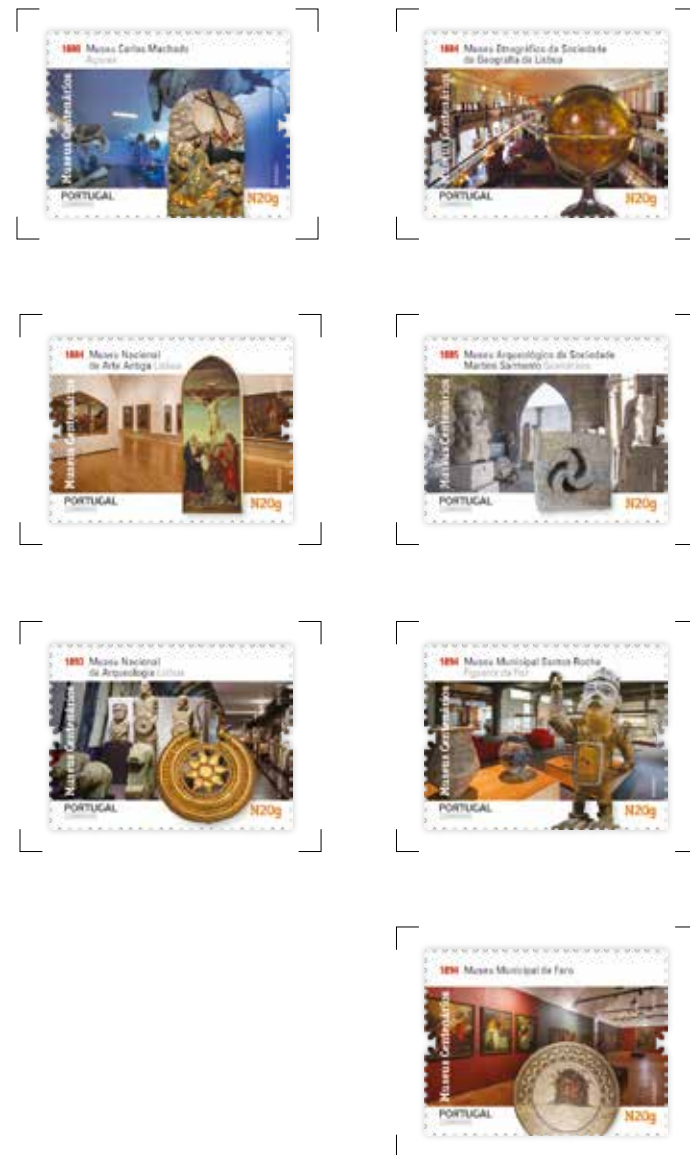 Museu Carlos Machado
Açores
Museus Centenários
PORTUGAL
N20g
1884 Museu Etnográfico da Sociedade
de Geografia de Lisboa
Museus Centenários
PORTUGAL
N20g
1884 Museu Nacional
de Arte Antiga Lisboa
Museus Centenários
PORTUGAL
N20g
1885 Museu Arqueológico da Sociedade
Martins Sarmento Guimarães
Museus Centenários
PORTUGAL
N20g
1893 Museu Nacional
de Arqueologia Lisboa
Museus Centenários
PORTUGAL
N20g
1894 Museu Municipal Santos Rocha
Figueira da Foz
Museus Centenários
PORTUGAL
N20g
1894 Museu Municipal de Faro
Museus Centenários
PORTUGAL
N20g